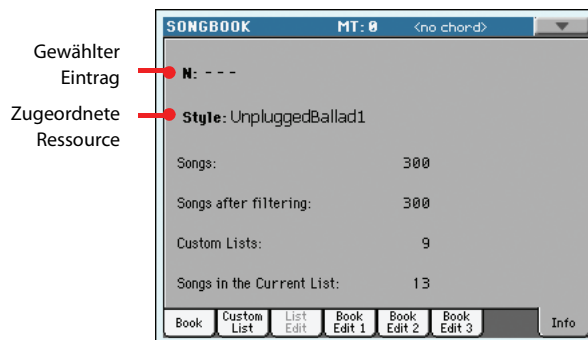 SONGBOOK MT: 0 <no chord>
Gewählter
Eintrag
N: - - -
Zugeordnete
Ressource
Style: UnpluggedBallad1
Songs: 300
Songs after filtering: 300
Custom Lists: 9
Songs in the Current List: 13
Book Custom List List Edit Book Edit 1 Book Edit 2 Book Edit 3 Info